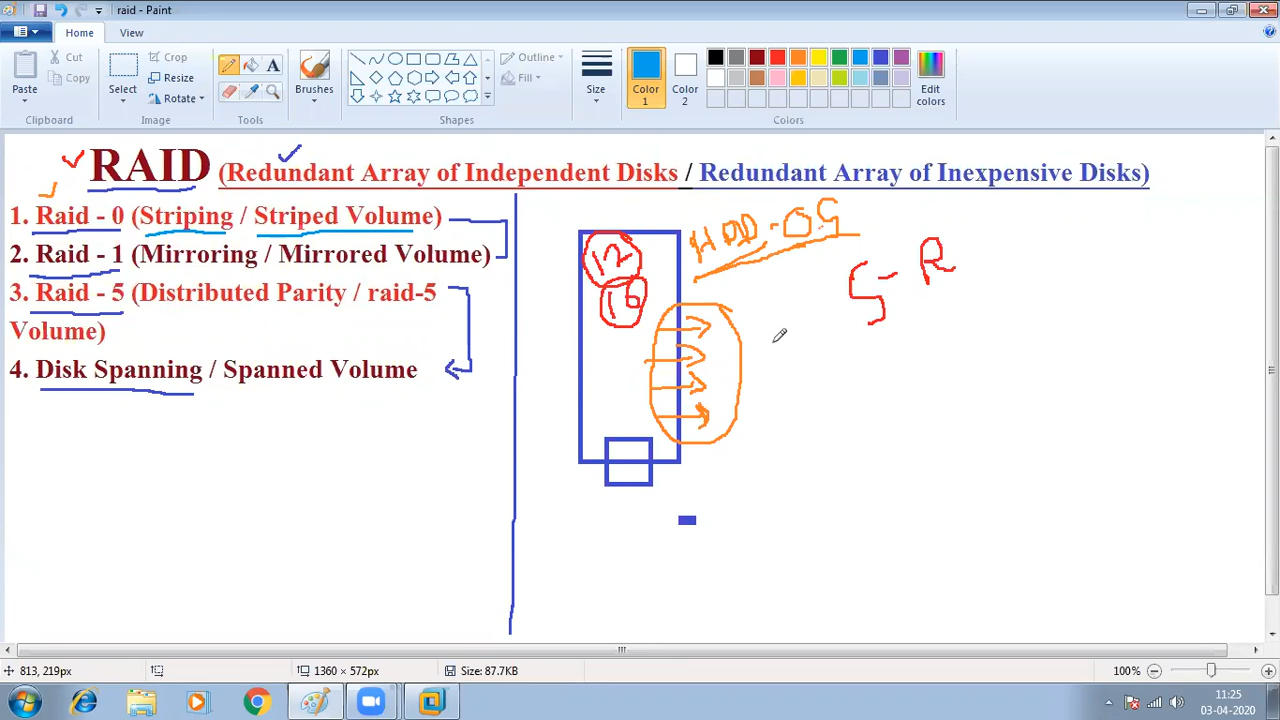 raid - Paint
Home
View
Paste
Cut
Copy
Clipboard
Select
Crop
Resize
Rotate
Image
Tools
Brushes
Shapes
Outline
Fill
Size
Color 1
Color 2
Edit colors
Colors
RAID (Redundant Array of Independent Disks / Redundant Array of Inexpensive Disks)
1. Raid - 0 (Striping / Striped Volume)
2. Raid - 1 (Mirroring / Mirrored Volume)
3. Raid - 5 (Distributed Parity / raid-5
Volume)
4. Disk Spanning / Spanned Volume
12
16
HDD - OS
5 - R
813, 219px
1360 × 572px
Size: 87.7KB
100%
11:25
03-04-2020